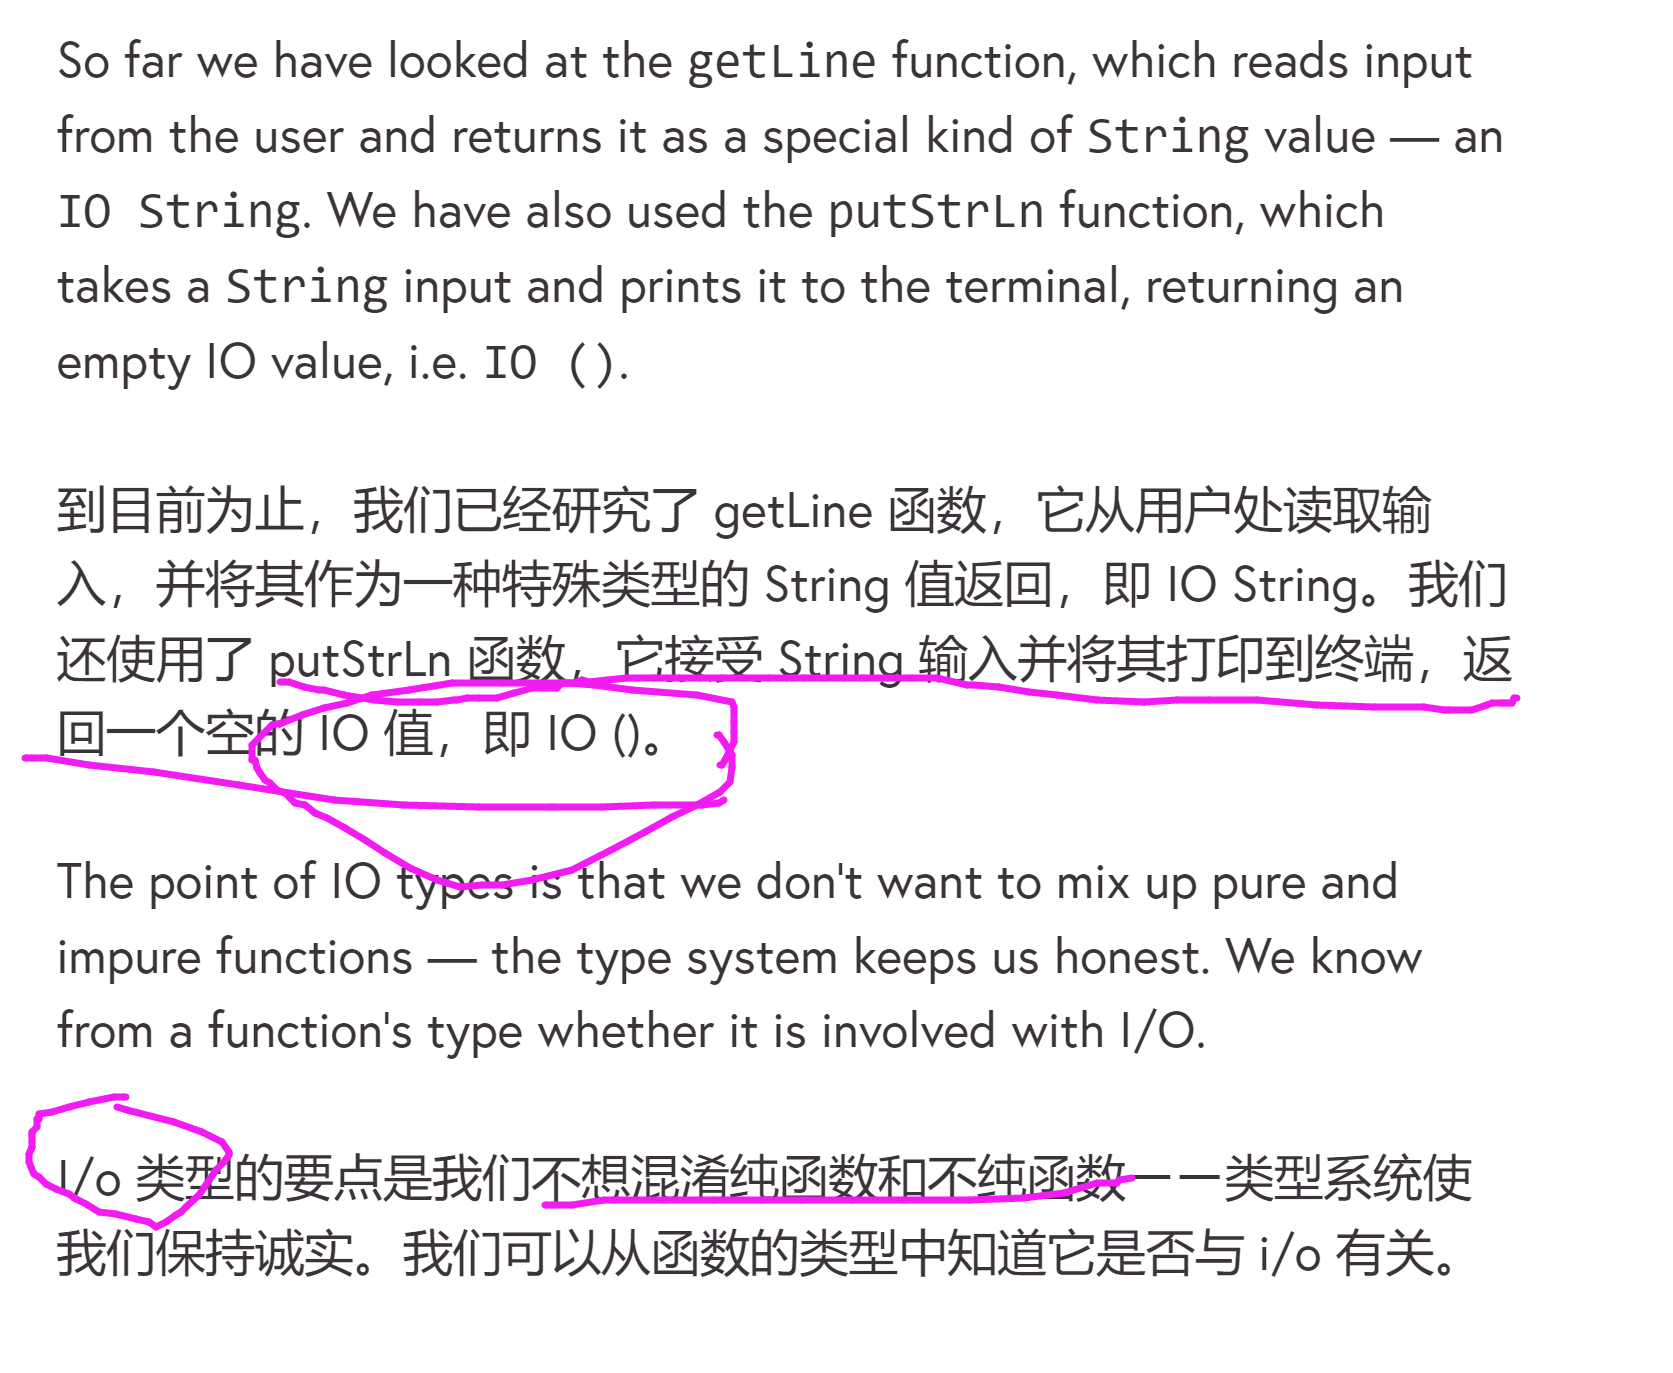 So far we have looked at the getLine function, which reads input
from the user and returns it as a special kind of String value — an
IO String. We have also used the putStrLn function, which
takes a String input and prints it to the terminal, returning an
empty IO value, i.e. IO ().
到目前为止，我们已经研究了 getLine 函数，它从用户处读取输
入，并将其作为一种特殊类型的 String 值返回，即 IO String。我们
还使用了 putStrLn 函数，它接受 String 输入并将其打印到终端，返
回一个空的 IO 值，即 IO ()。
The point of IO types is that we don't want to mix up pure and
impure functions — the type system keeps us honest. We know
from a function's type whether it is involved with I/O.
I/o 类型的要点是我们不想混淆纯函数和不纯函数——类型系统使
我们保持诚实。我们可以从函数的类型中知道它是否与 i/o 有关。